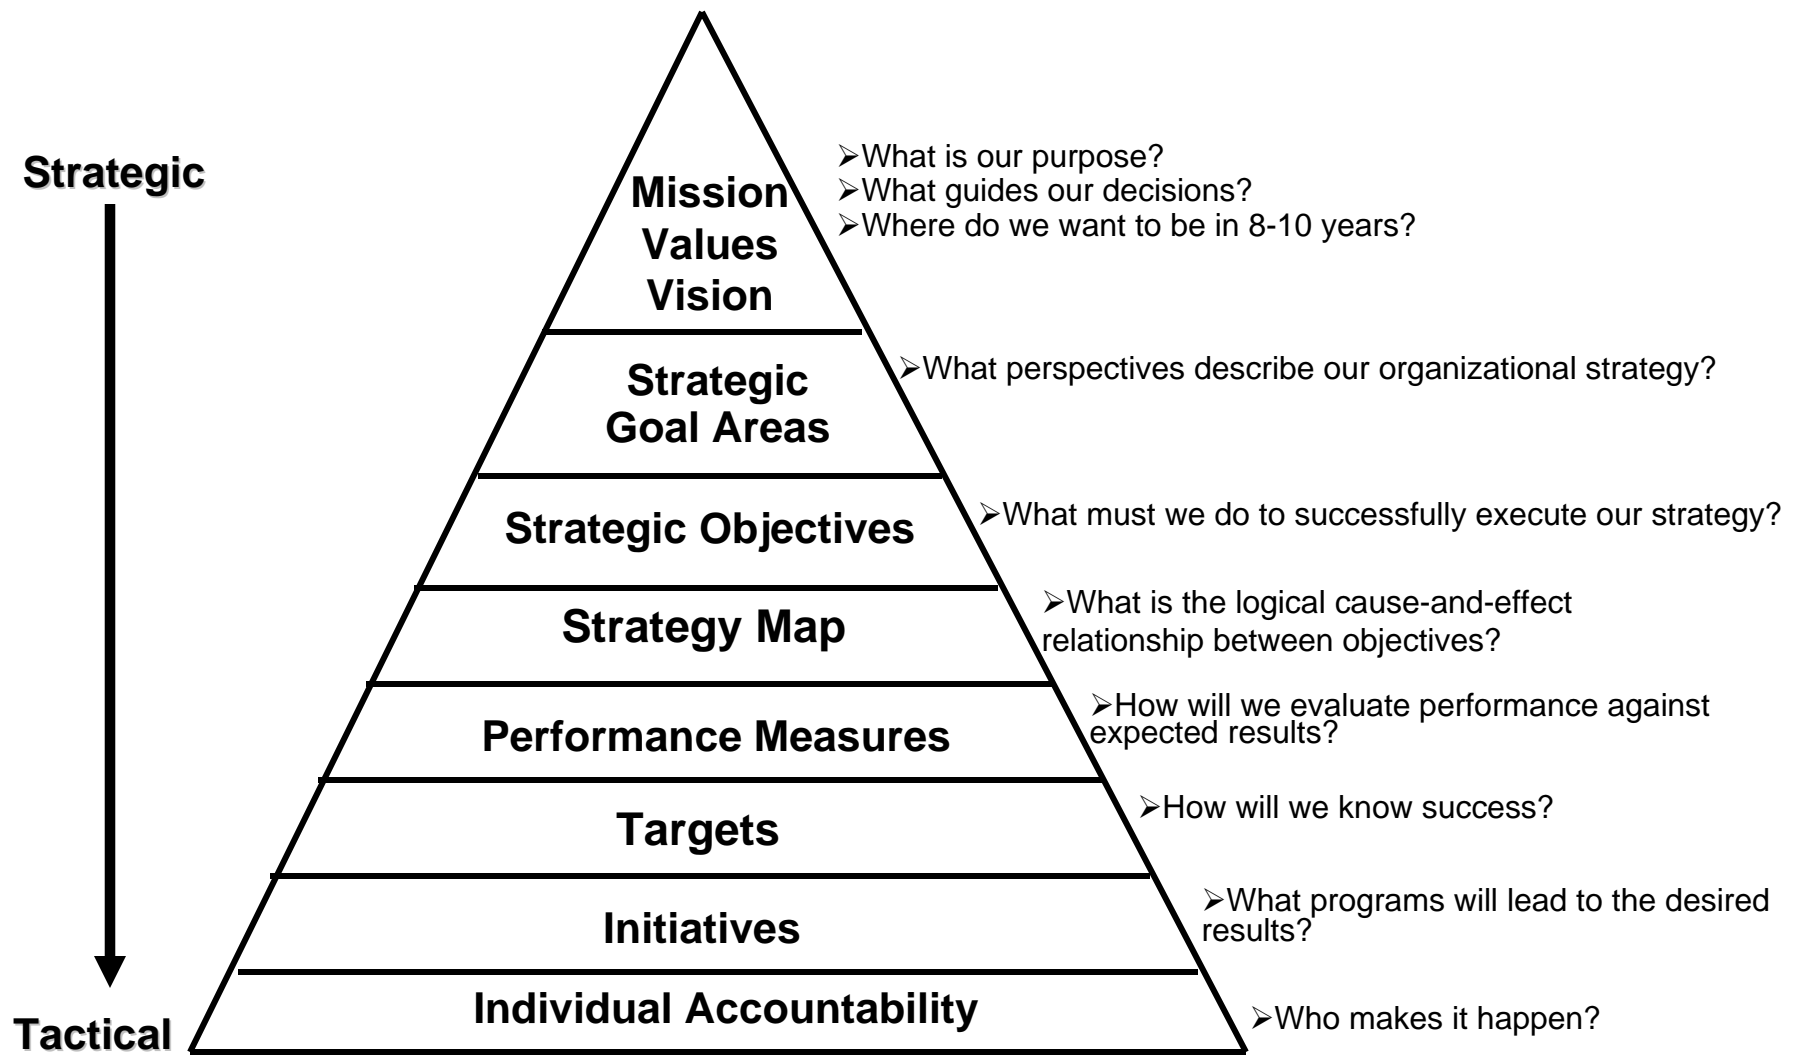 Strategic
Mission
Values
Vision
➢What is our purpose?
➢What guides our decisions?
➢Where do we want to be in 8-10 years?
Strategic
Goal Areas
➢What perspectives describe our organizational strategy?
Strategic Objectives
➢What must we do to successfully execute our strategy?
Strategy Map
➢What is the logical cause-and-effect
relationship between objectives?
Performance Measures
➢How will we evaluate performance against
expected results?
Targets
➢How will we know success?
Initiatives
➢What programs will lead to the desired
results?
Individual Accountability
➢Who makes it happen?
Tactical